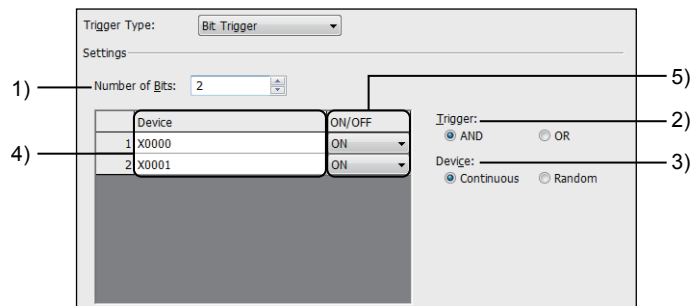 Trigger Type: Bit Trigger
Settings
5)
1) Number of Bits: 2
Device ON/OFF
Trigger: 2)
1 X0000 ON
AND OR
4)
2 X0001 ON
Device: 3)
Continuous Random